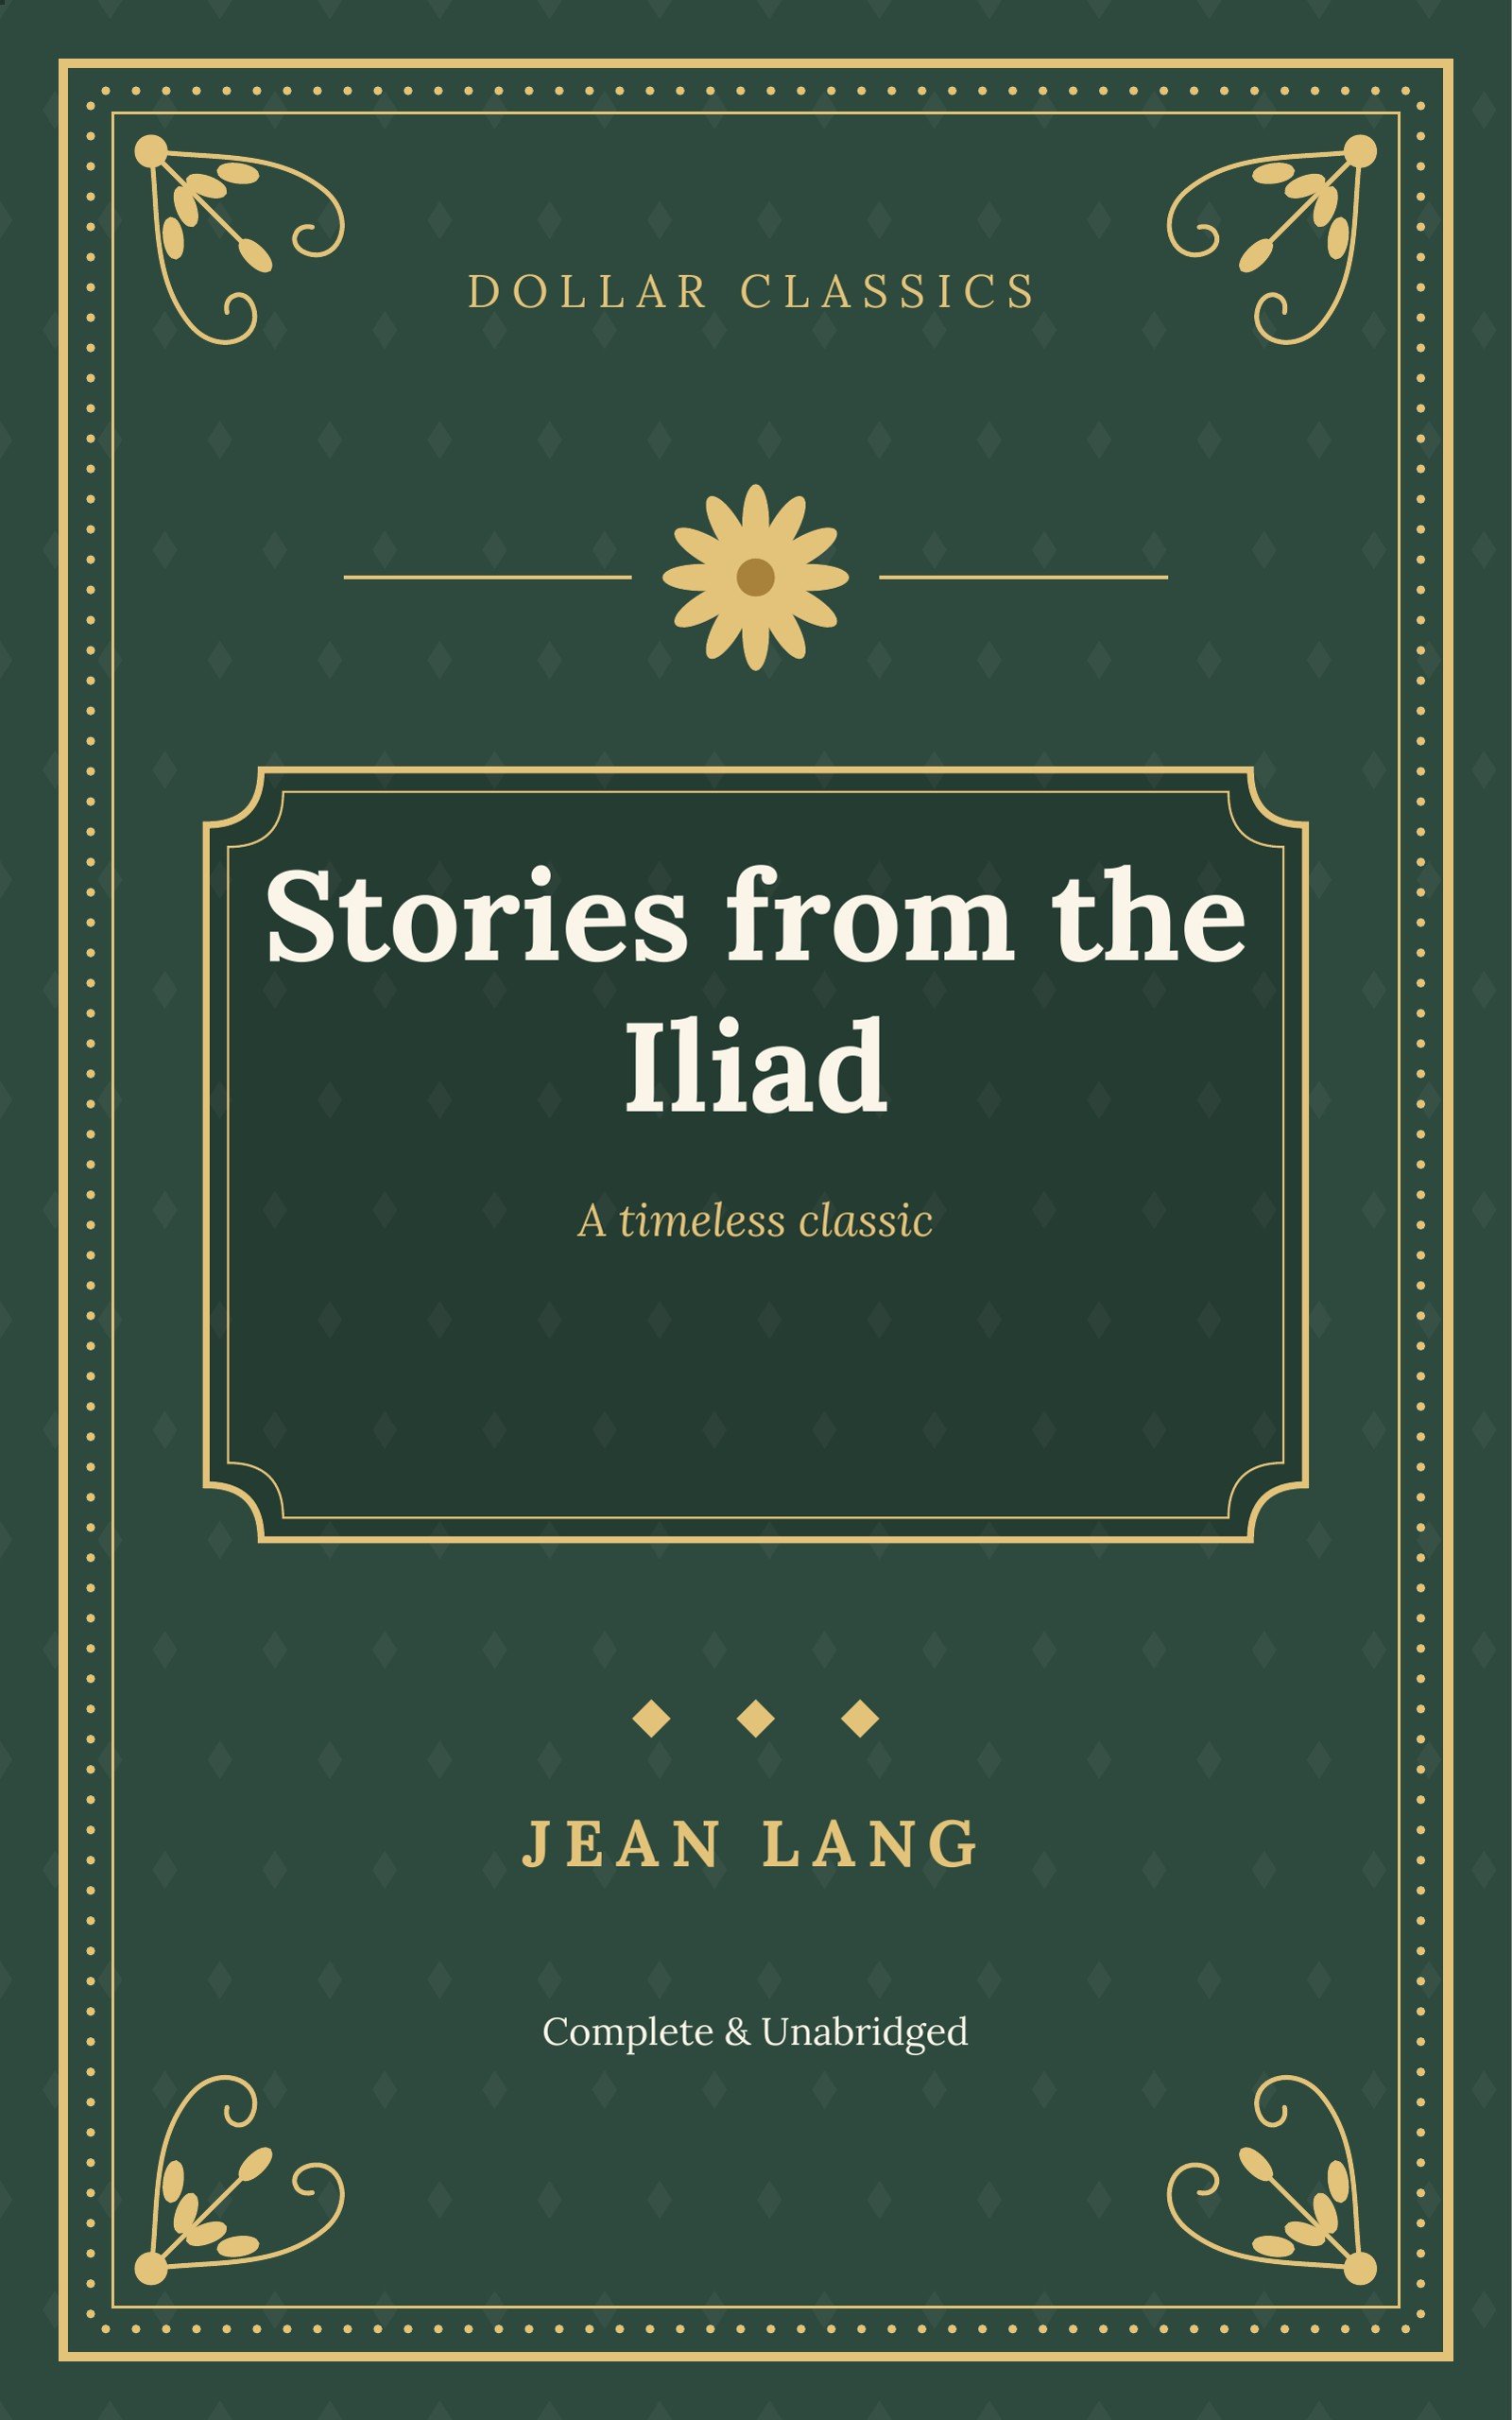 DOLLAR CLASSICS
Stories from the
Iliad
A timeless classic
JEAN LANG
Complete & Unabridged